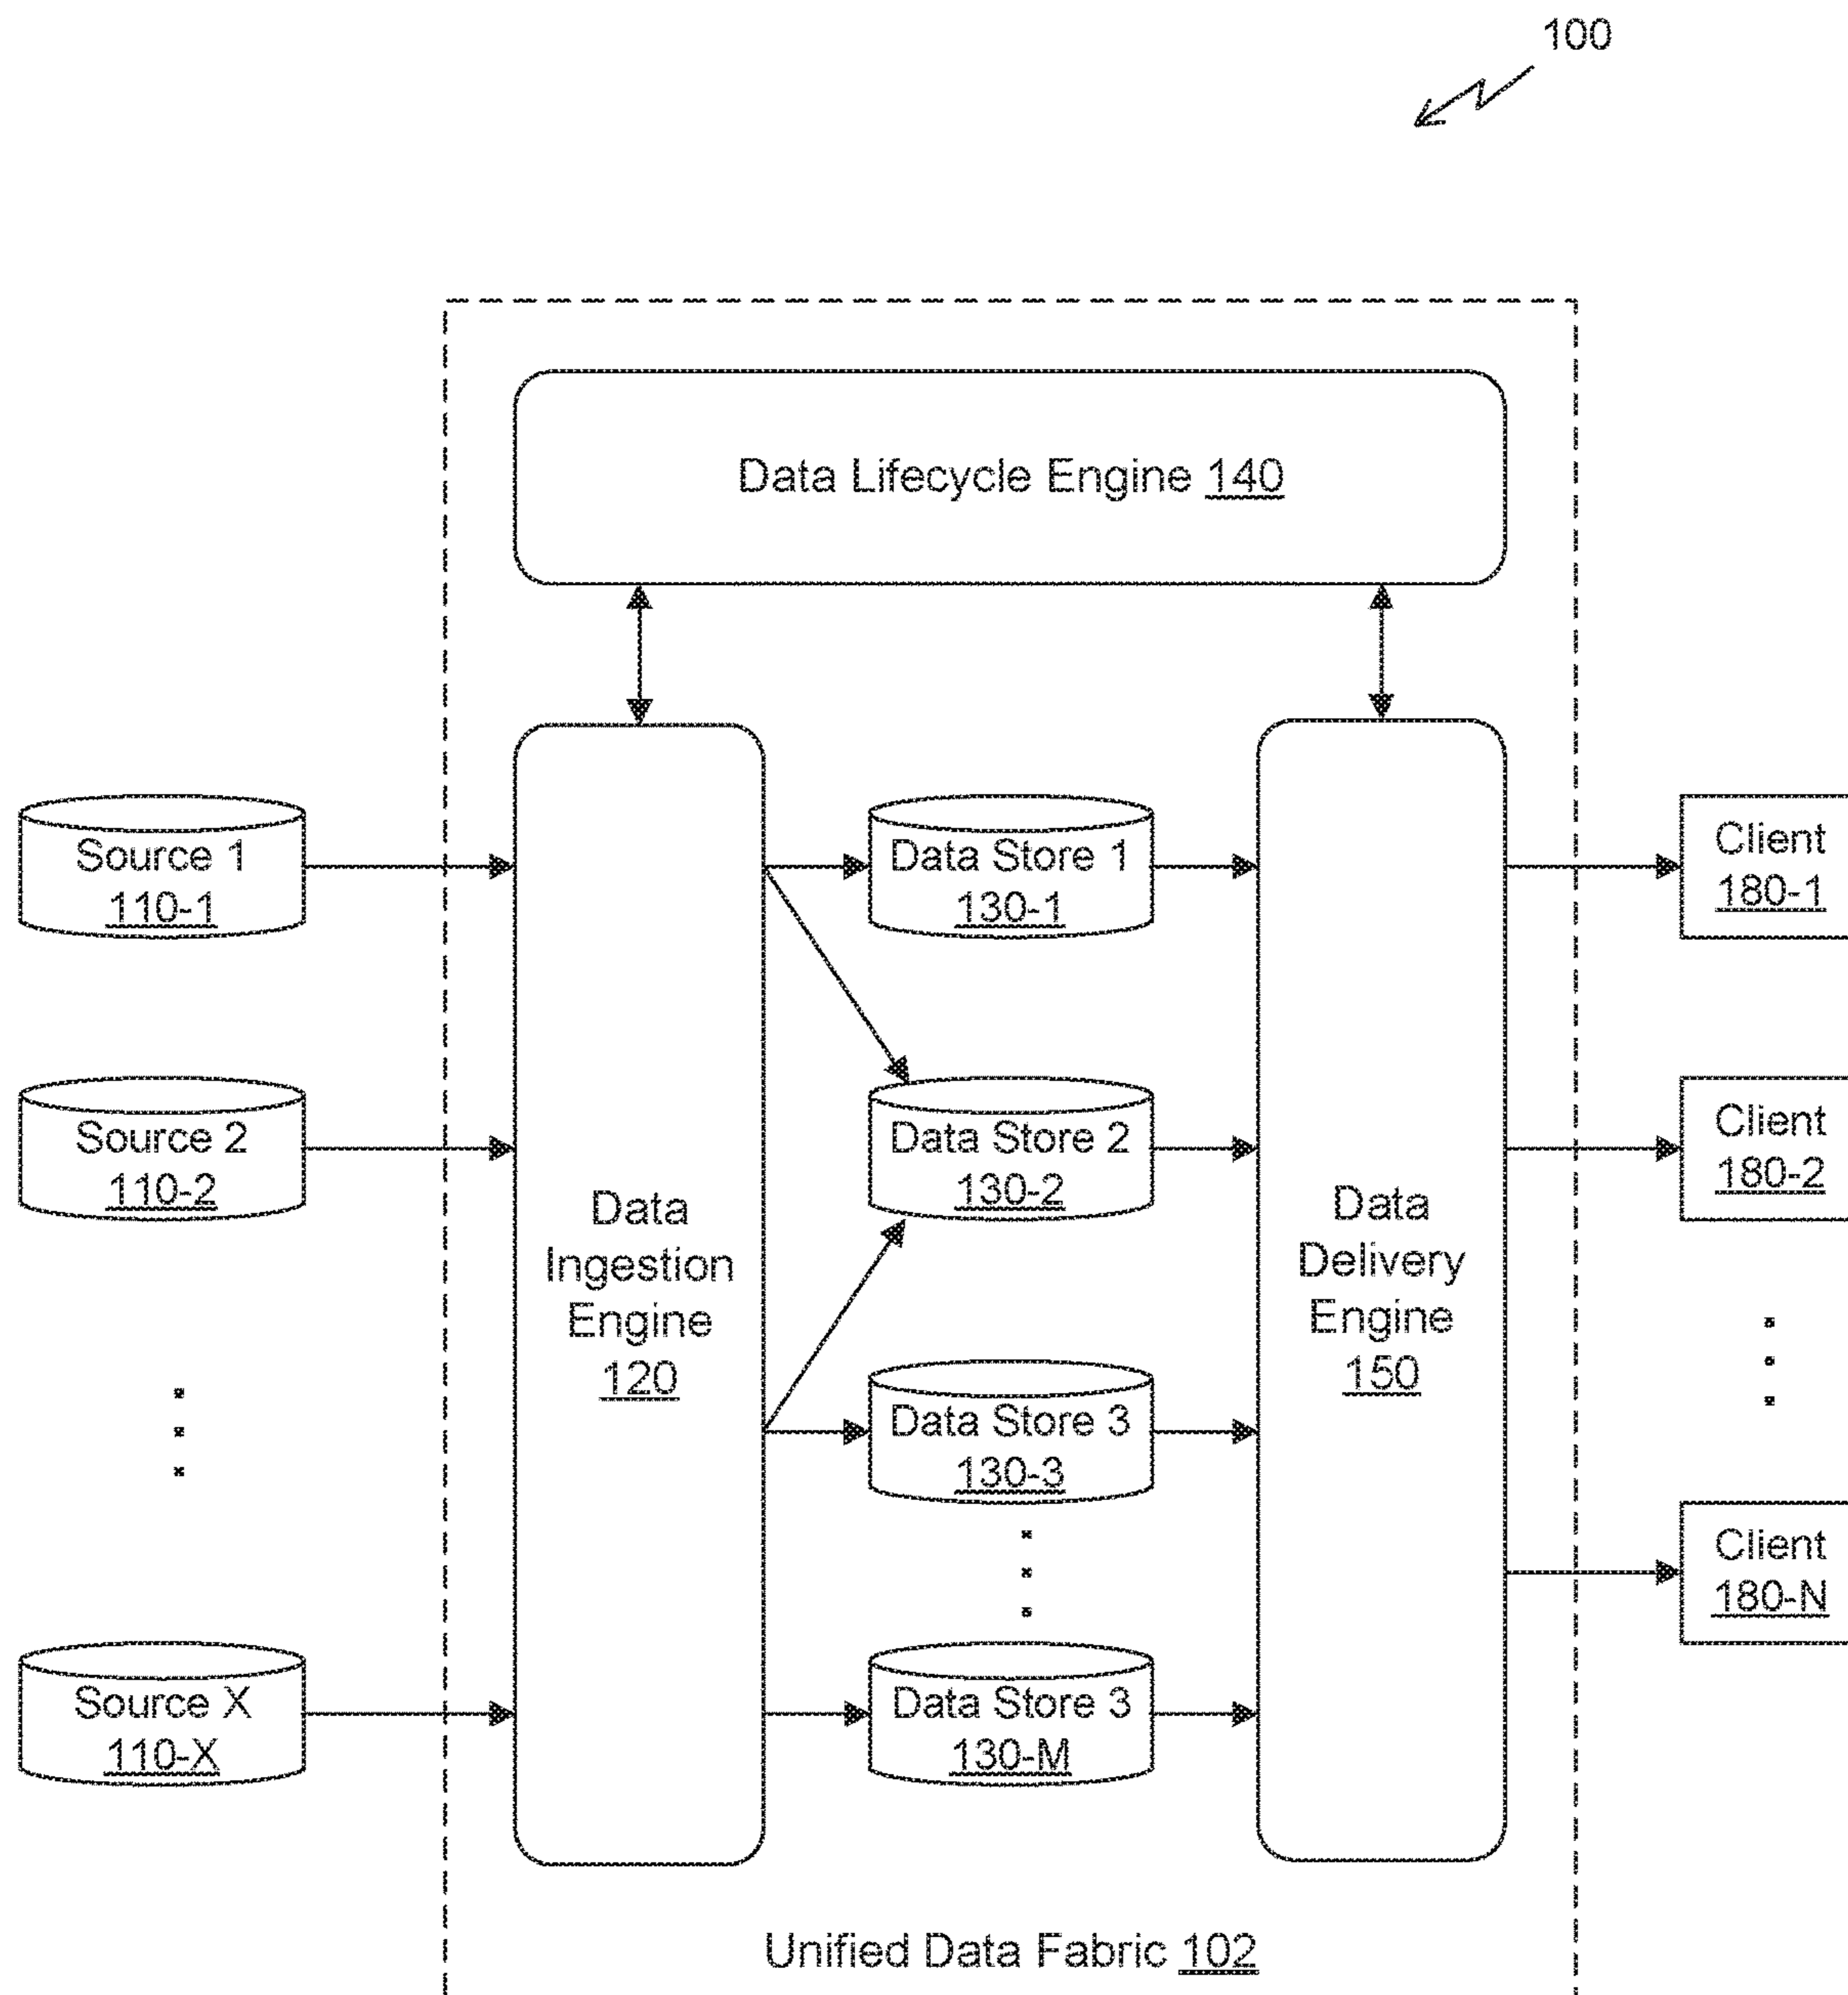 100
Data Lifecycle Engine 140
Source 1
110-1
Data Store 1
130-1
Client
180-1
Source 2
110-2
Data Store 2
130-2
Client
180-2
Data
Ingestion
Engine
120
Data
Delivery
Engine
150
Data Store 3
130-3
Client
180-N
Source X
110-X
Data Store 3
130-M
Unified Data Fabric 102